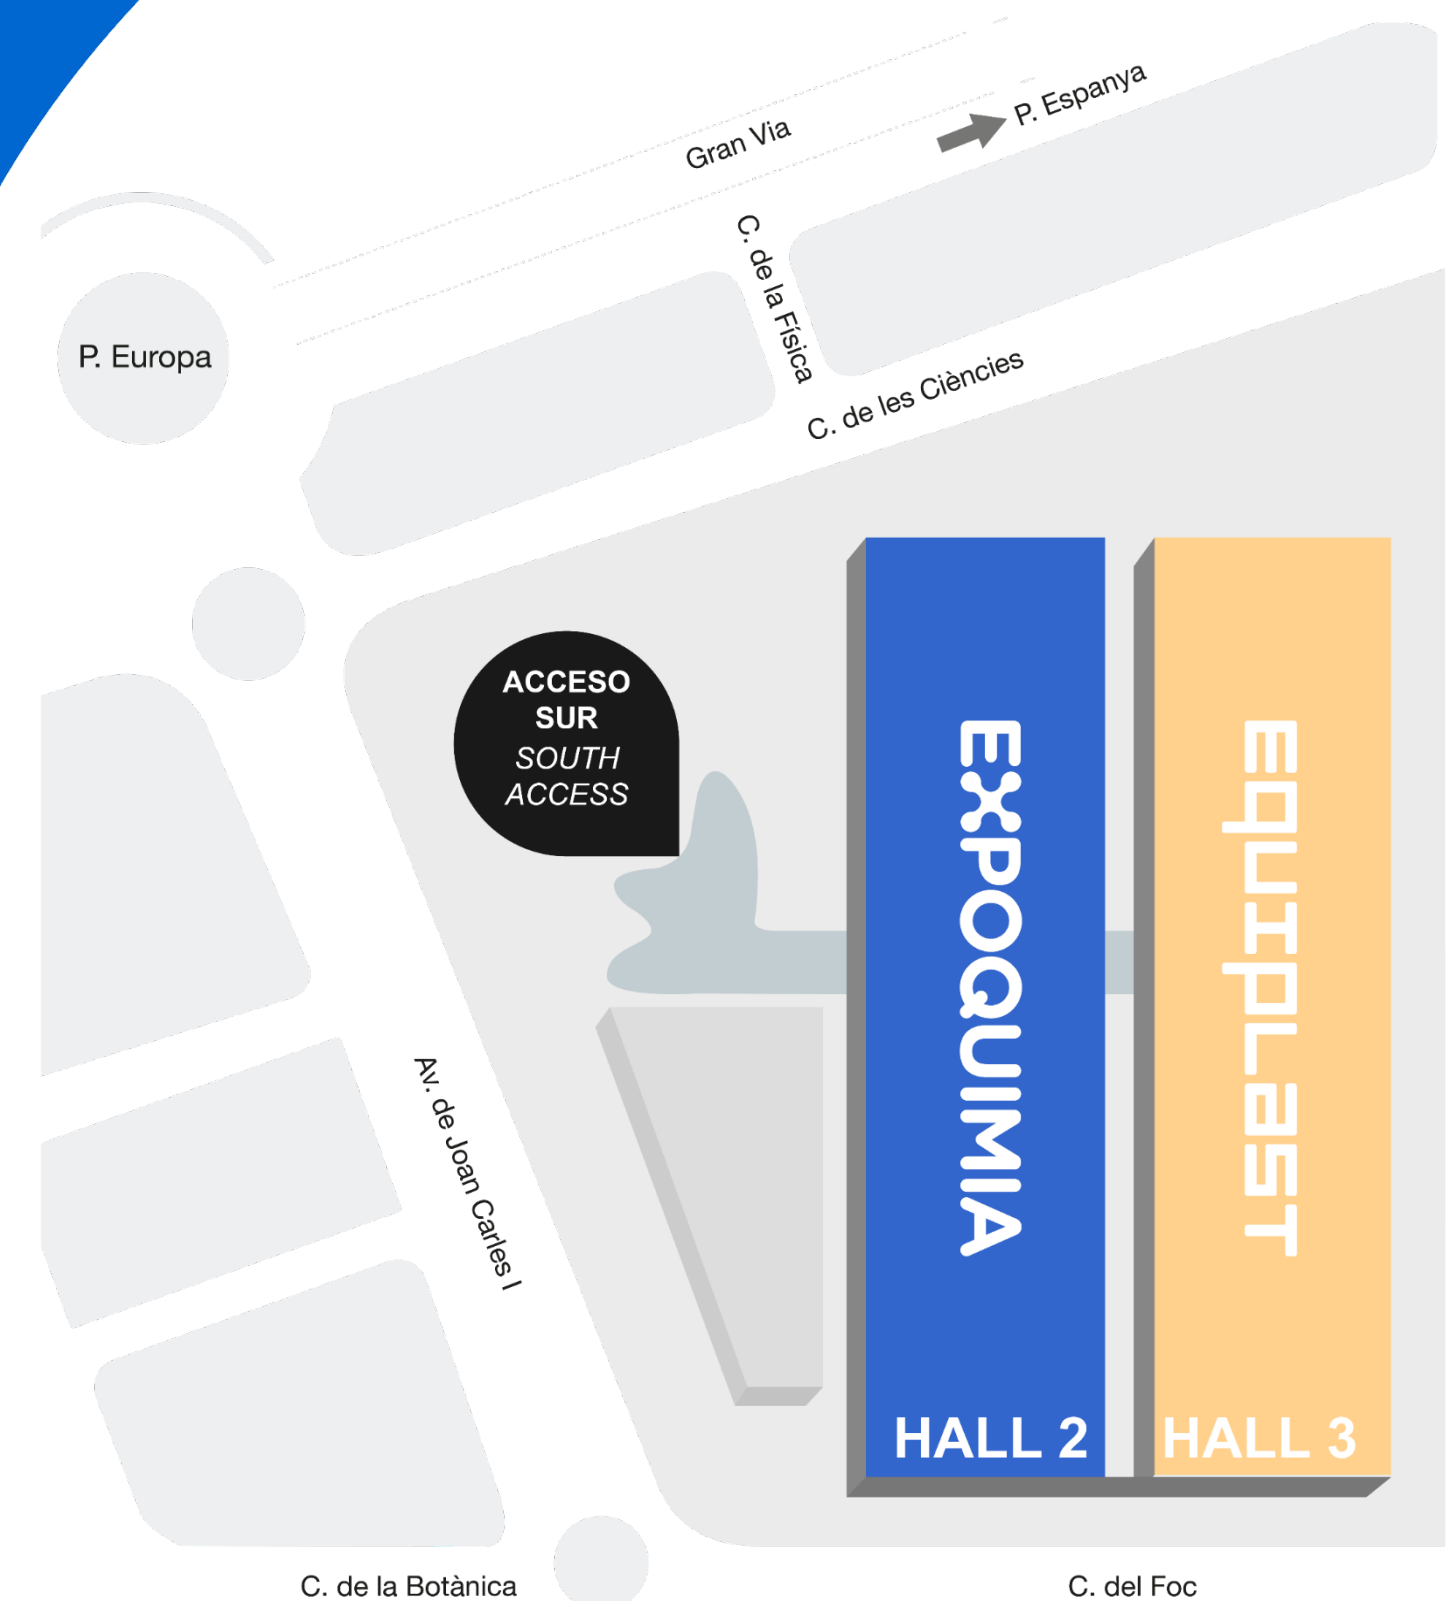 P. Espanya
Gran Via
C. de la Física
P. Europa
C. de les Ciències
ACCESO
SUR
SOUTH
ACCESS
EXPOQUIMIA
EQUIPLAST
Av. de Joan Carles I
HALL 2
HALL 3
C. de la Botànica
C. del Foc